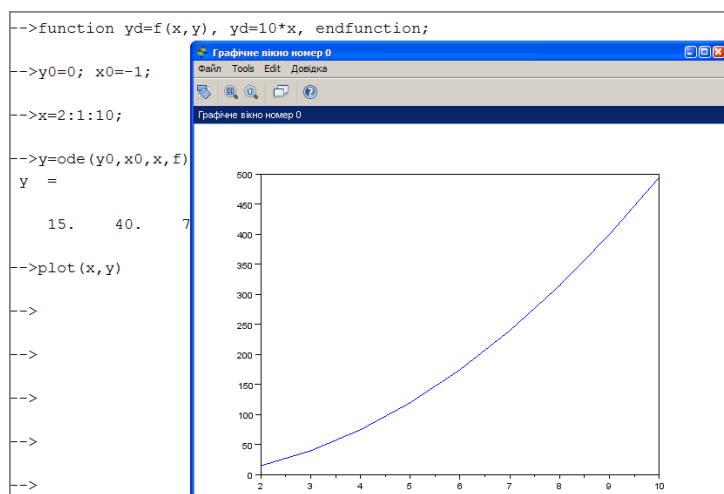 -->function yd=f(x,y), yd=10*x, endfunction;
-->y0=0; x0=-1;
-->x=2:1:10;
-->y=ode(y0,x0,x,f)
y =
15. 40. 7
-->plot(x,y)
-->
-->
-->
-->
-->
Графічне вікно номер 0
Файл Tools Edit Довідка
Графічне вікно номер 0
500
450
400
350
300
250
200
150
100
50
0
2 3 4 5 6 7 8 9 10